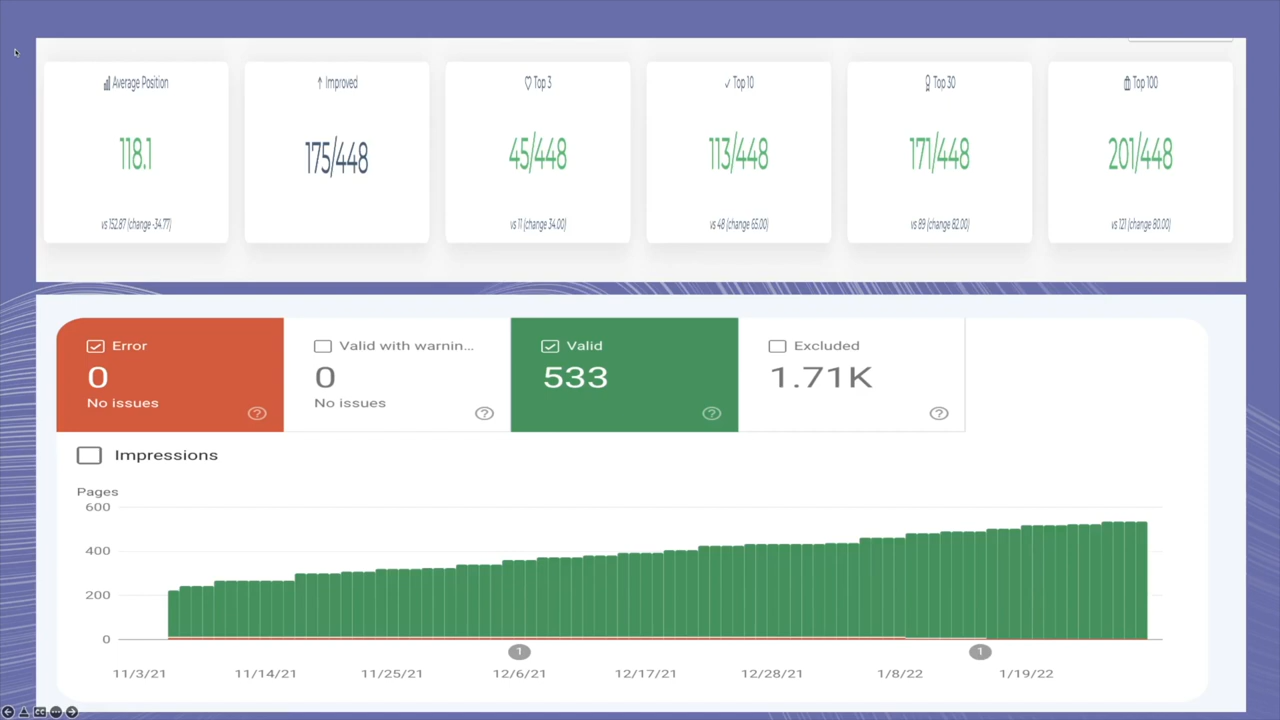 Average Position
Improved
Top 3
Top 10
Top 30
Top 100
118.1
175/448
45/448
113/448
171/448
201/448
vs 152.87 (change -34.77)
vs 11 (change 34.00)
vs 48 (change 65.00)
vs 89 (change 82.00)
vs 121 (change 80.00)
Error
Valid with warnin...
Valid
Excluded
0
0
533
1.71K
No issues
No issues
Impressions
Pages
600
400
200
0
1
1
11/3/21
11/14/21
11/25/21
12/6/21
12/17/21
12/28/21
1/8/22
1/19/22